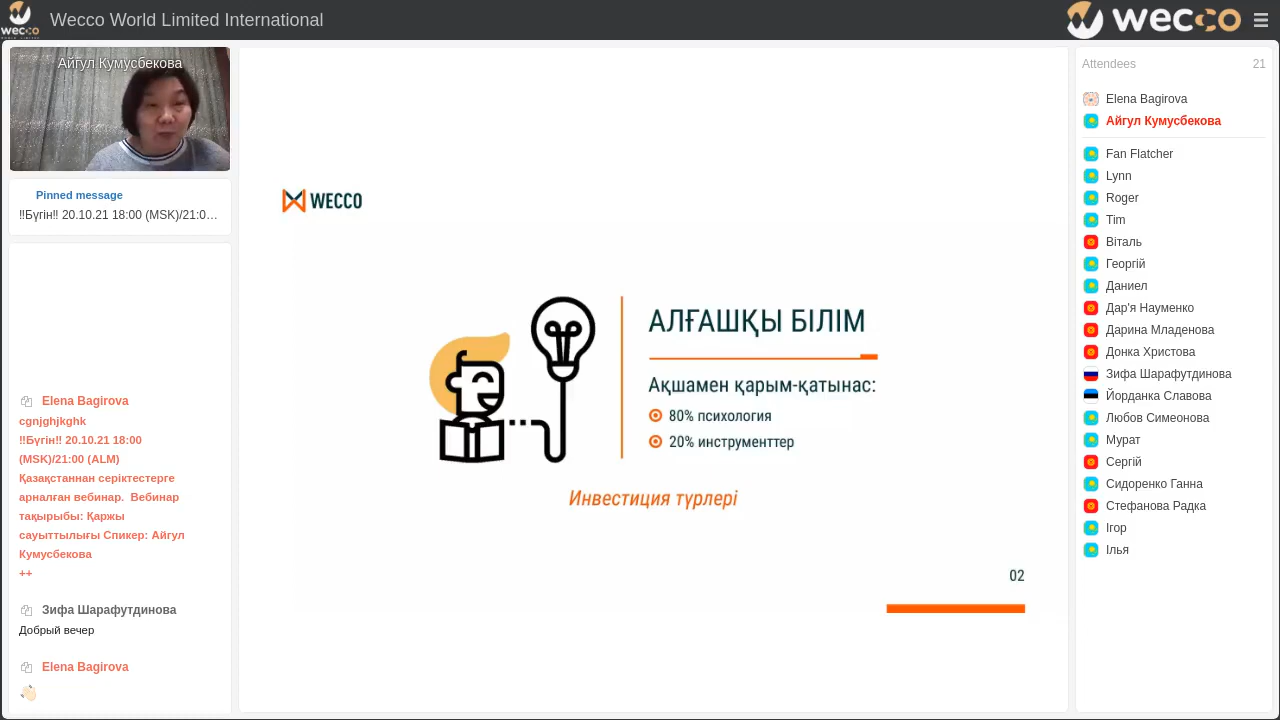 wecco
Wecco World Limited International
wecco
Айгул Кумусбекова
Pinned message
‼Бүгін‼ 20.10.21 18:00 (MSK)/21:0…
Elena Bagirova
cgnjghjkghk
‼Бүгін‼ 20.10.21 18:00
(MSK)/21:00 (ALM)
Қазақстаннан серіктестерге
арналған вебинар.  Вебинар
тақырыбы: Қаржы
сауыттылығы Спикер: Айгул
Кумусбекова
++
Зифа Шарафутдинова
Добрый вечер
Elena Bagirova
WECCO
АЛҒАШҚЫ БІЛІМ
Ақшамен қарым-қатынас:
80% психология
20% инструменттер
Инвестиция түрлері
02
Attendees 21
Elena Bagirova
Айгул Кумусбекова
Fan Flatcher
Lynn
Roger
Tim
Віталь
Георгій
Даниел
Дар'я Науменко
Дарина Младенова
Донка Христова
Зифа Шарафутдинова
Йорданка Славова
Любов Симеонова
Мурат
Сергій
Сидоренко Ганна
Стефанова Радка
Ігор
Ілья